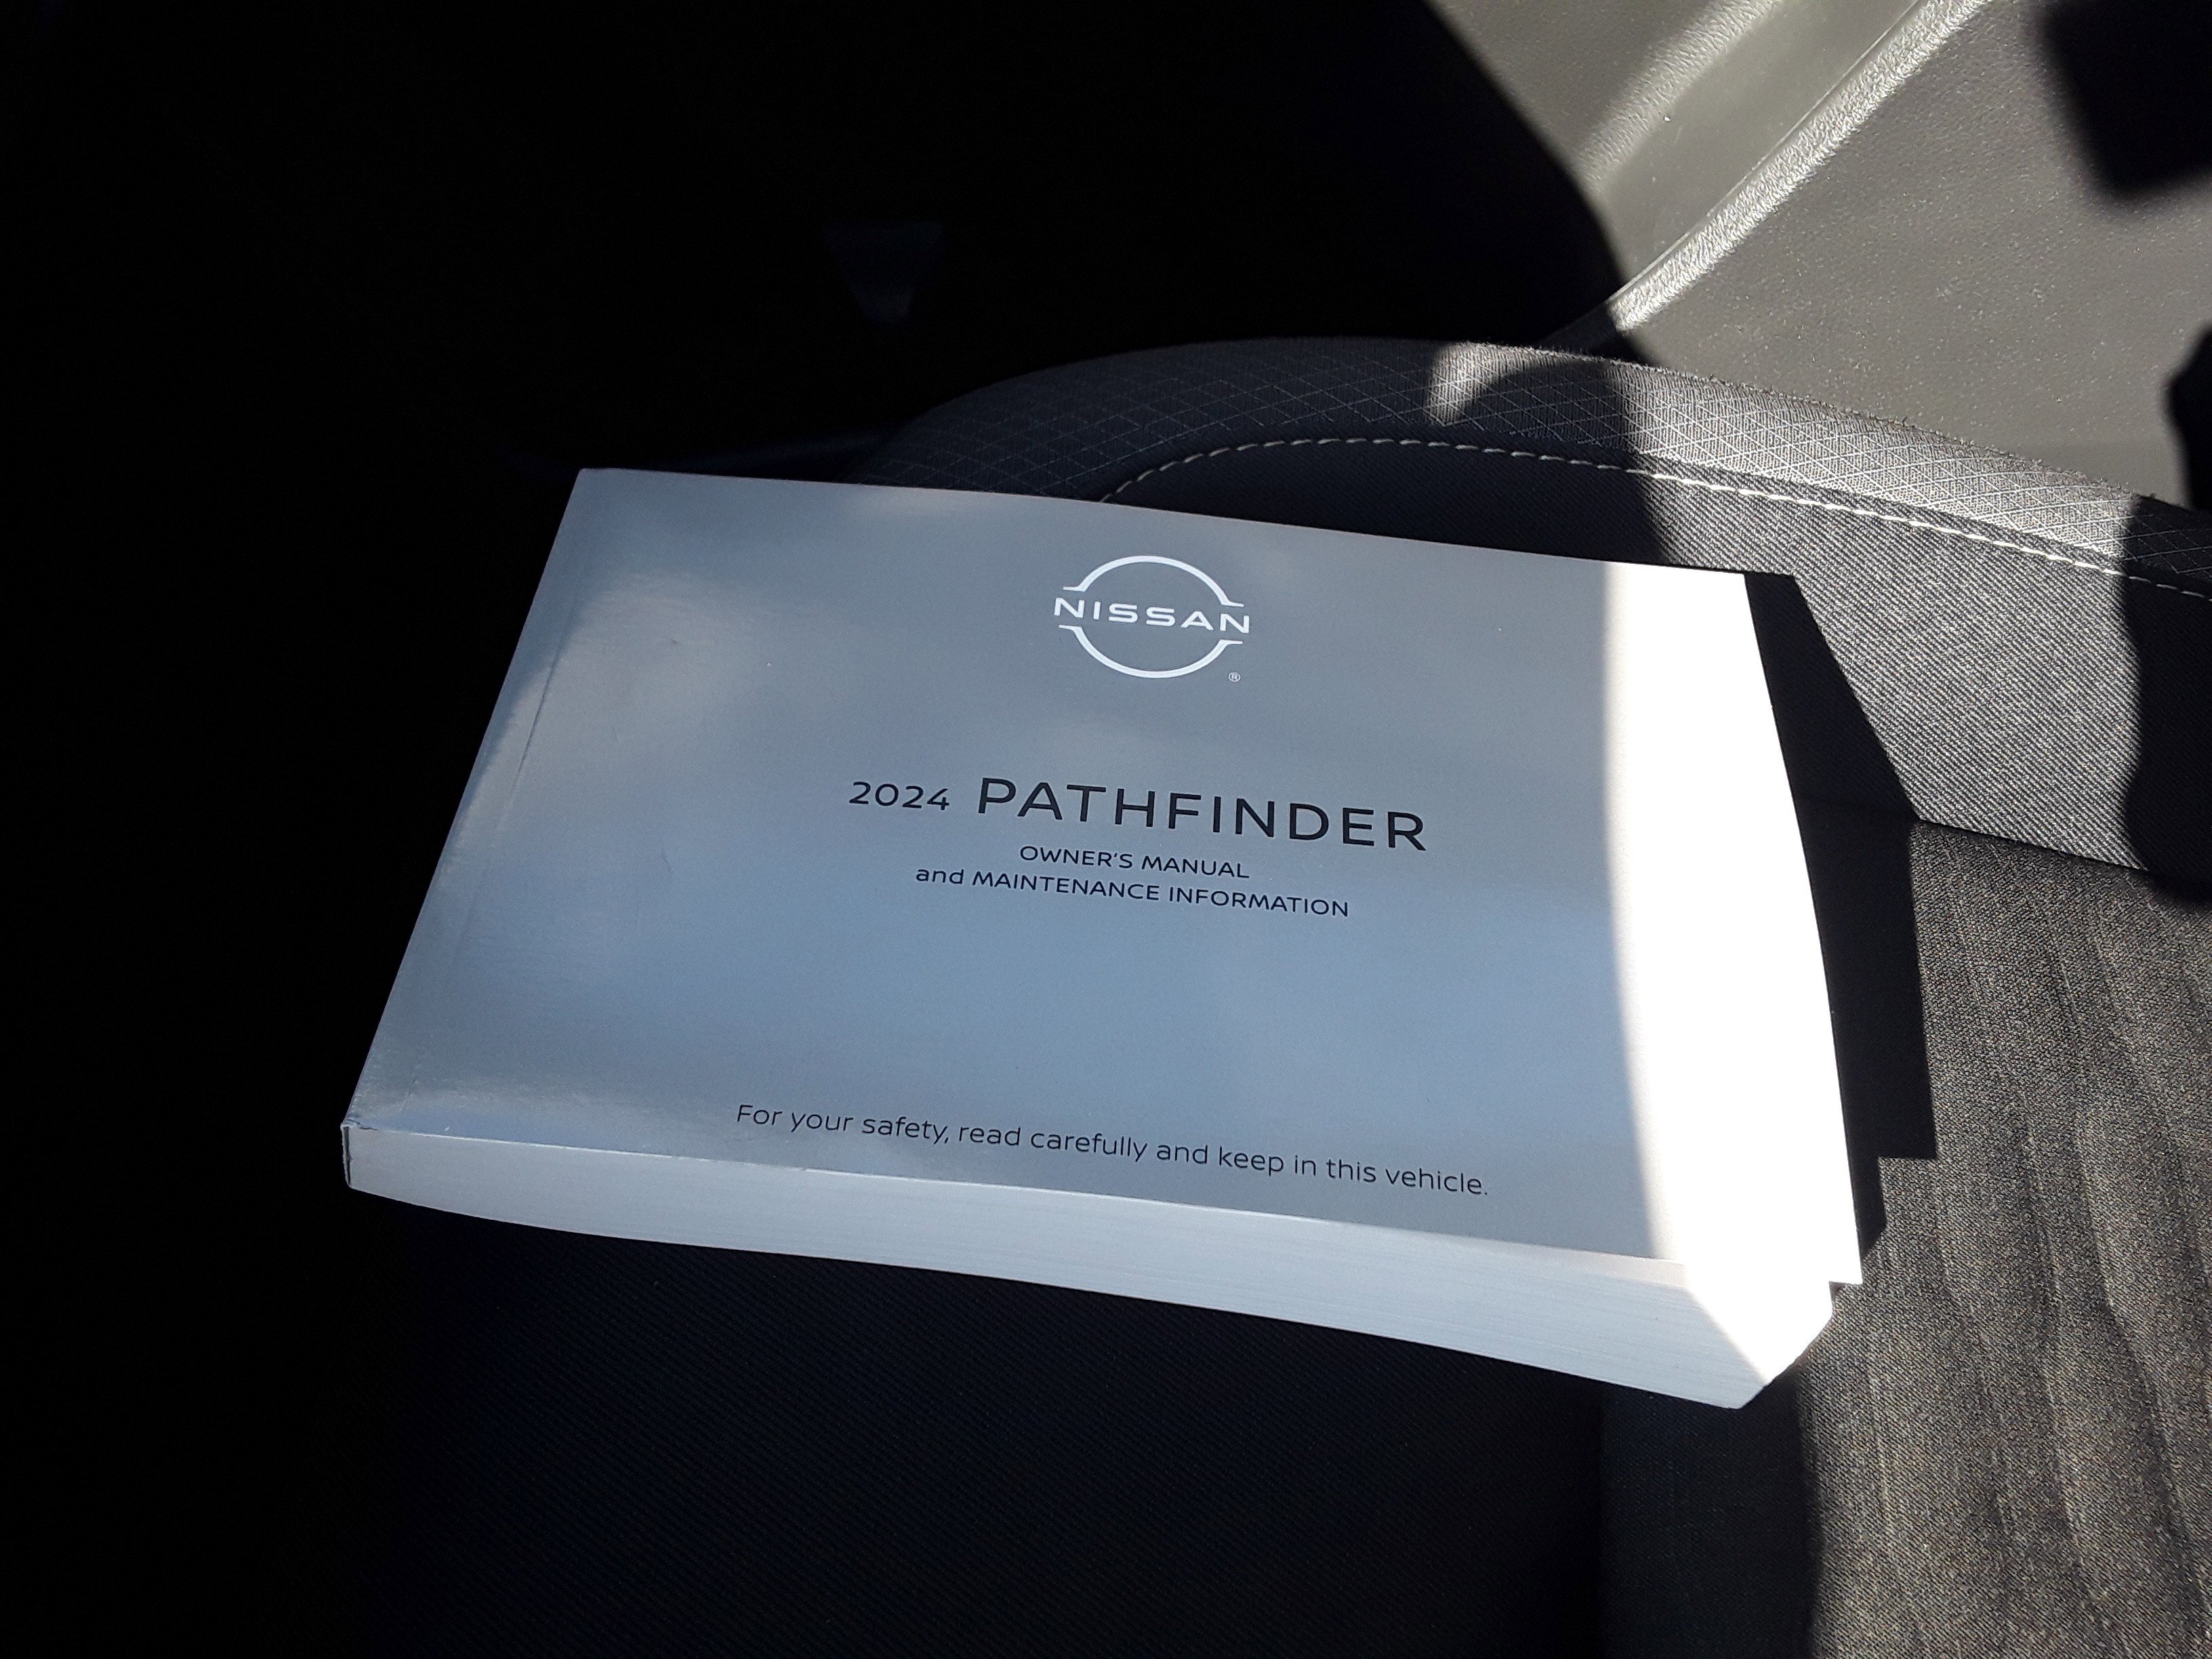 NISSAN
®
2024 PATHFINDER
OWNER'S MANUAL
and MAINTENANCE INFORMATION
For your safety, read carefully and keep in this vehicle.